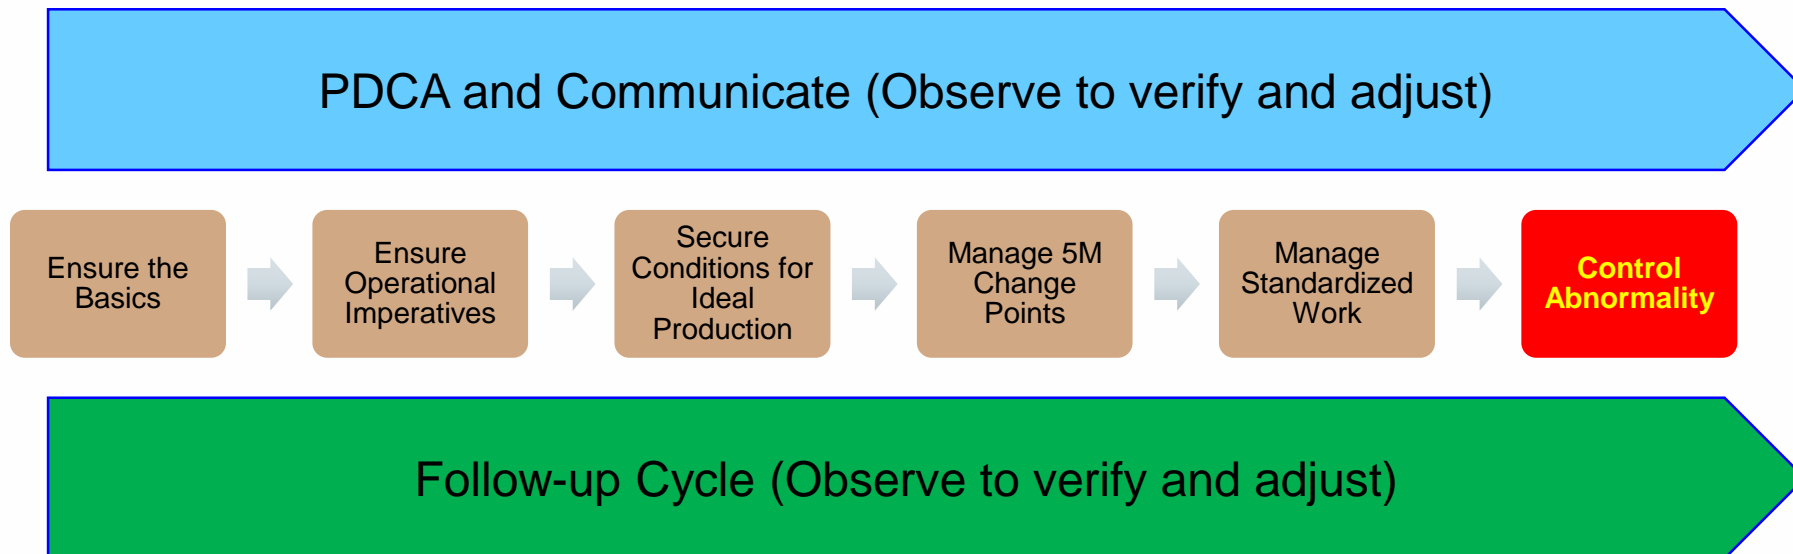 PDCA and Communicate (Observe to verify and adjust)
Ensure the
Basics
Ensure
Operational
Imperatives
Secure
Conditions for
Ideal
Production
Manage 5M
Change
Points
Manage
Standardized
Work
Control
Abnormality
Follow-up Cycle (Observe to verify and adjust)